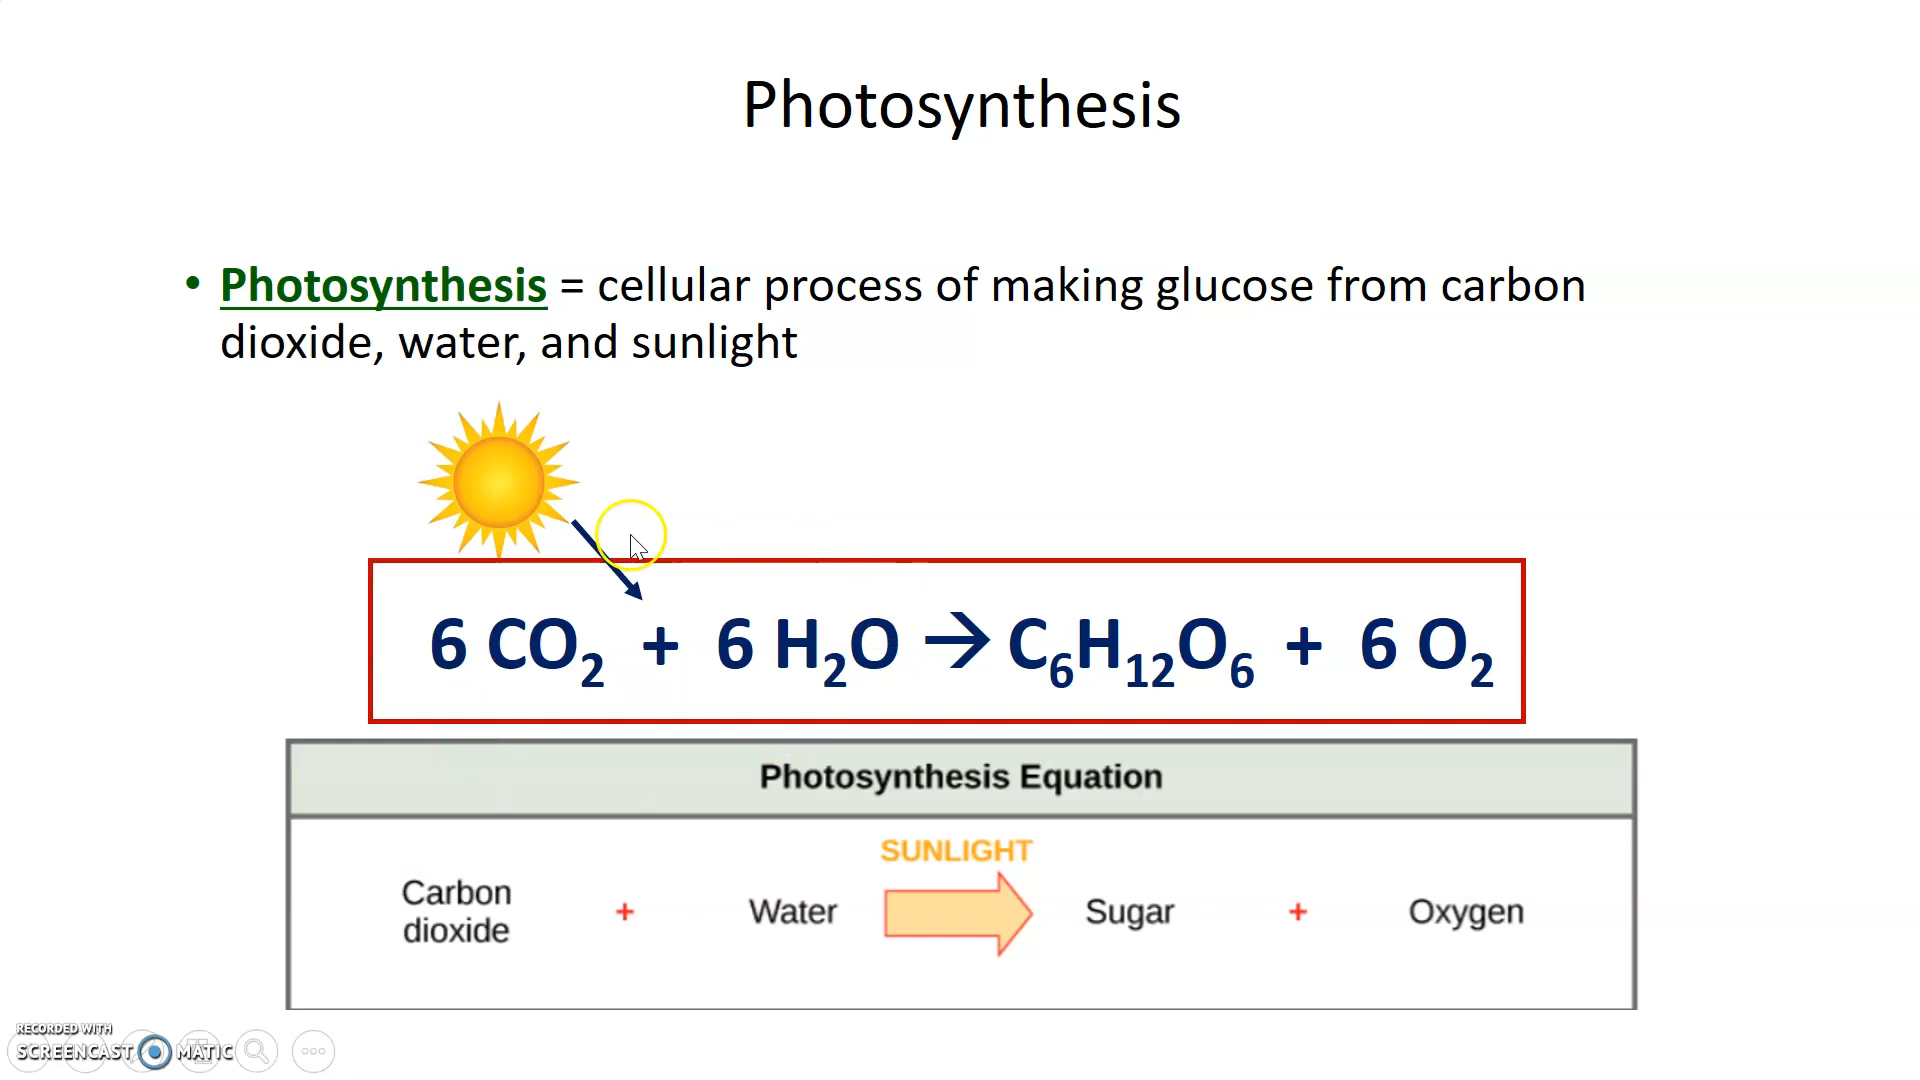 Photosynthesis
• Photosynthesis = cellular process of making glucose from carbon
dioxide, water, and sunlight
6 CO₂ + 6 H₂O → C₆H₁₂O₆ + 6 O₂
Photosynthesis Equation
SUNLIGHT
Carbon
dioxide + Water Sugar + Oxygen
RECORDED WITH
SCREENCAST MATIC